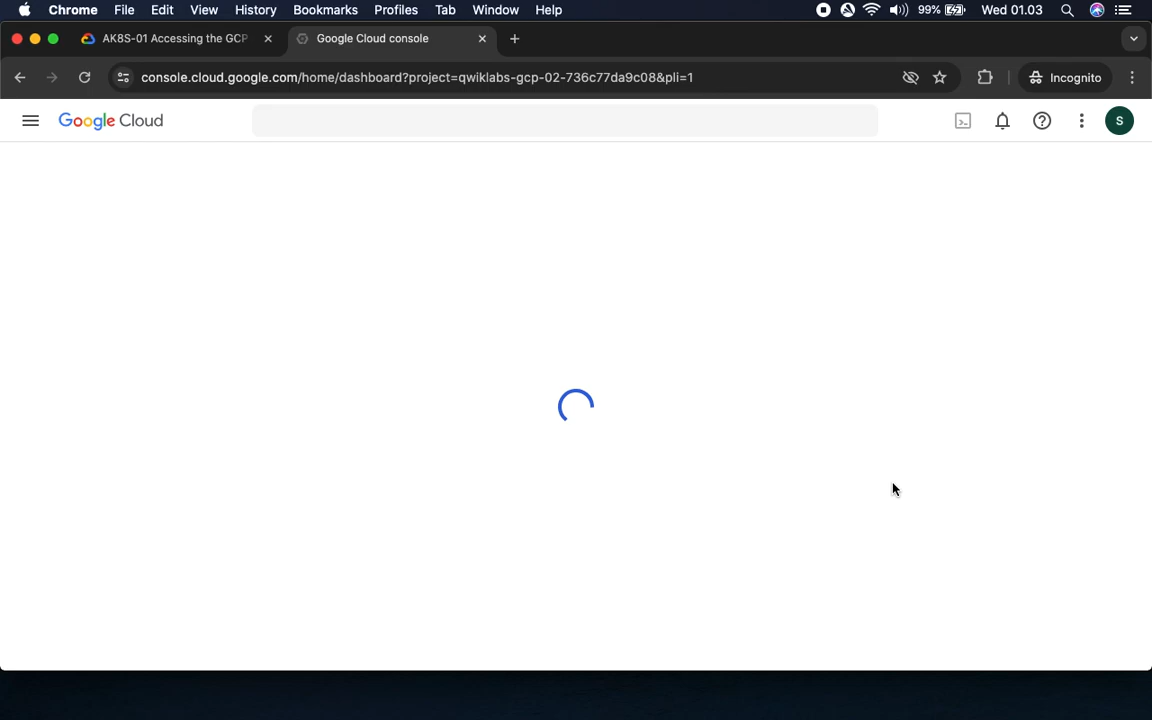 Chrome File Edit View History Bookmarks Profiles Tab Window Help 99% Wed 01.03
AK8S-01 Accessing the GCP Google Cloud console
console.cloud.google.com/home/dashboard?project=qwiklabs-gcp-02-736c77da9c08&pli=1 Incognito
Google Cloud S